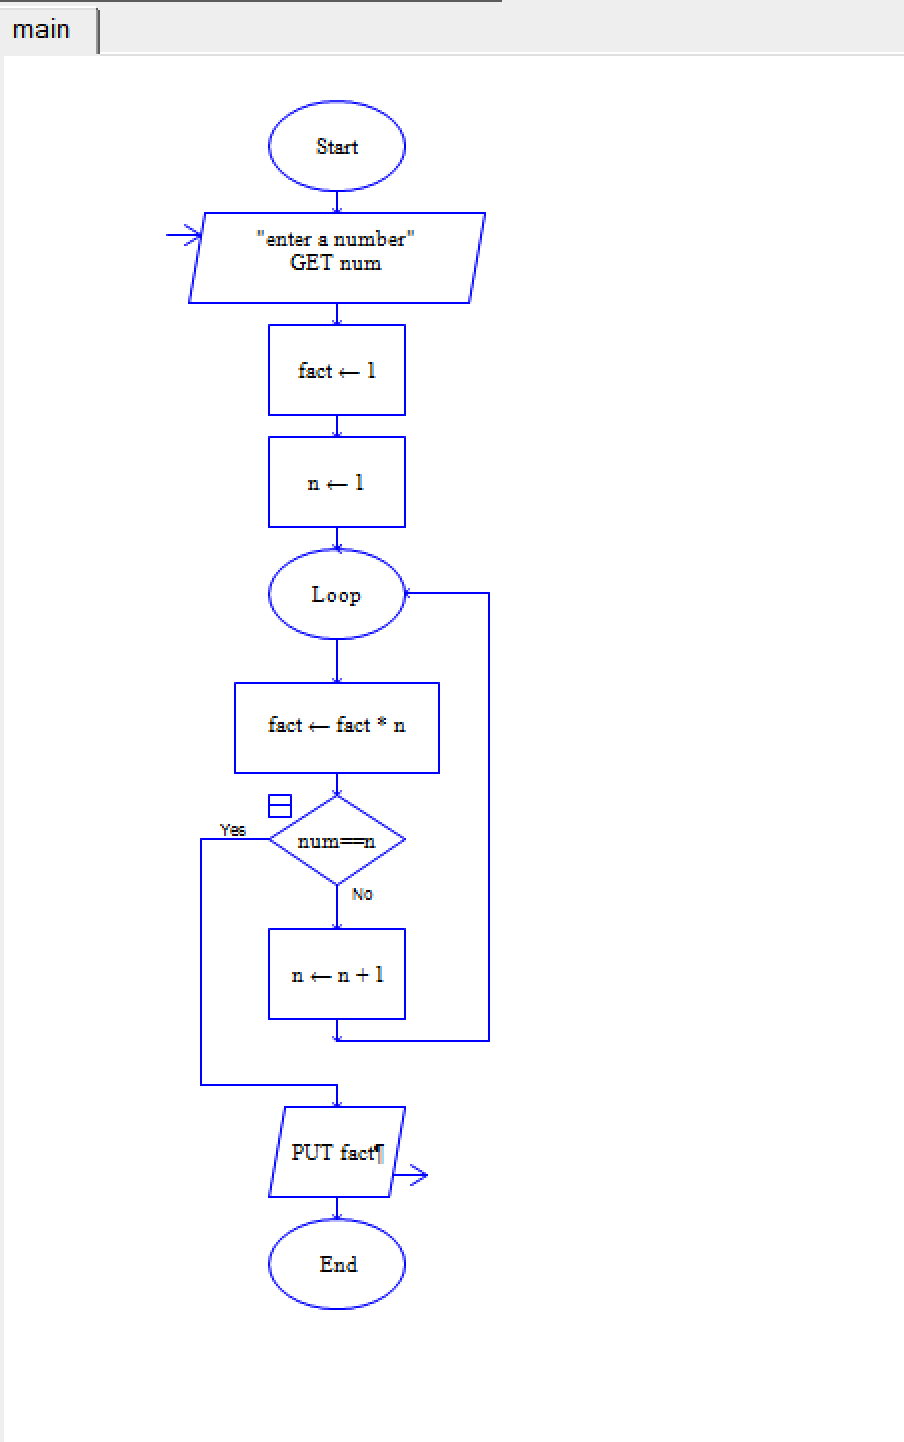 main
Start
"enter a number"
GET num
fact ← 1
n ← 1
Loop
fact ← fact * n
Yes
num==n
No
n ← n + 1
PUT fact¶
End